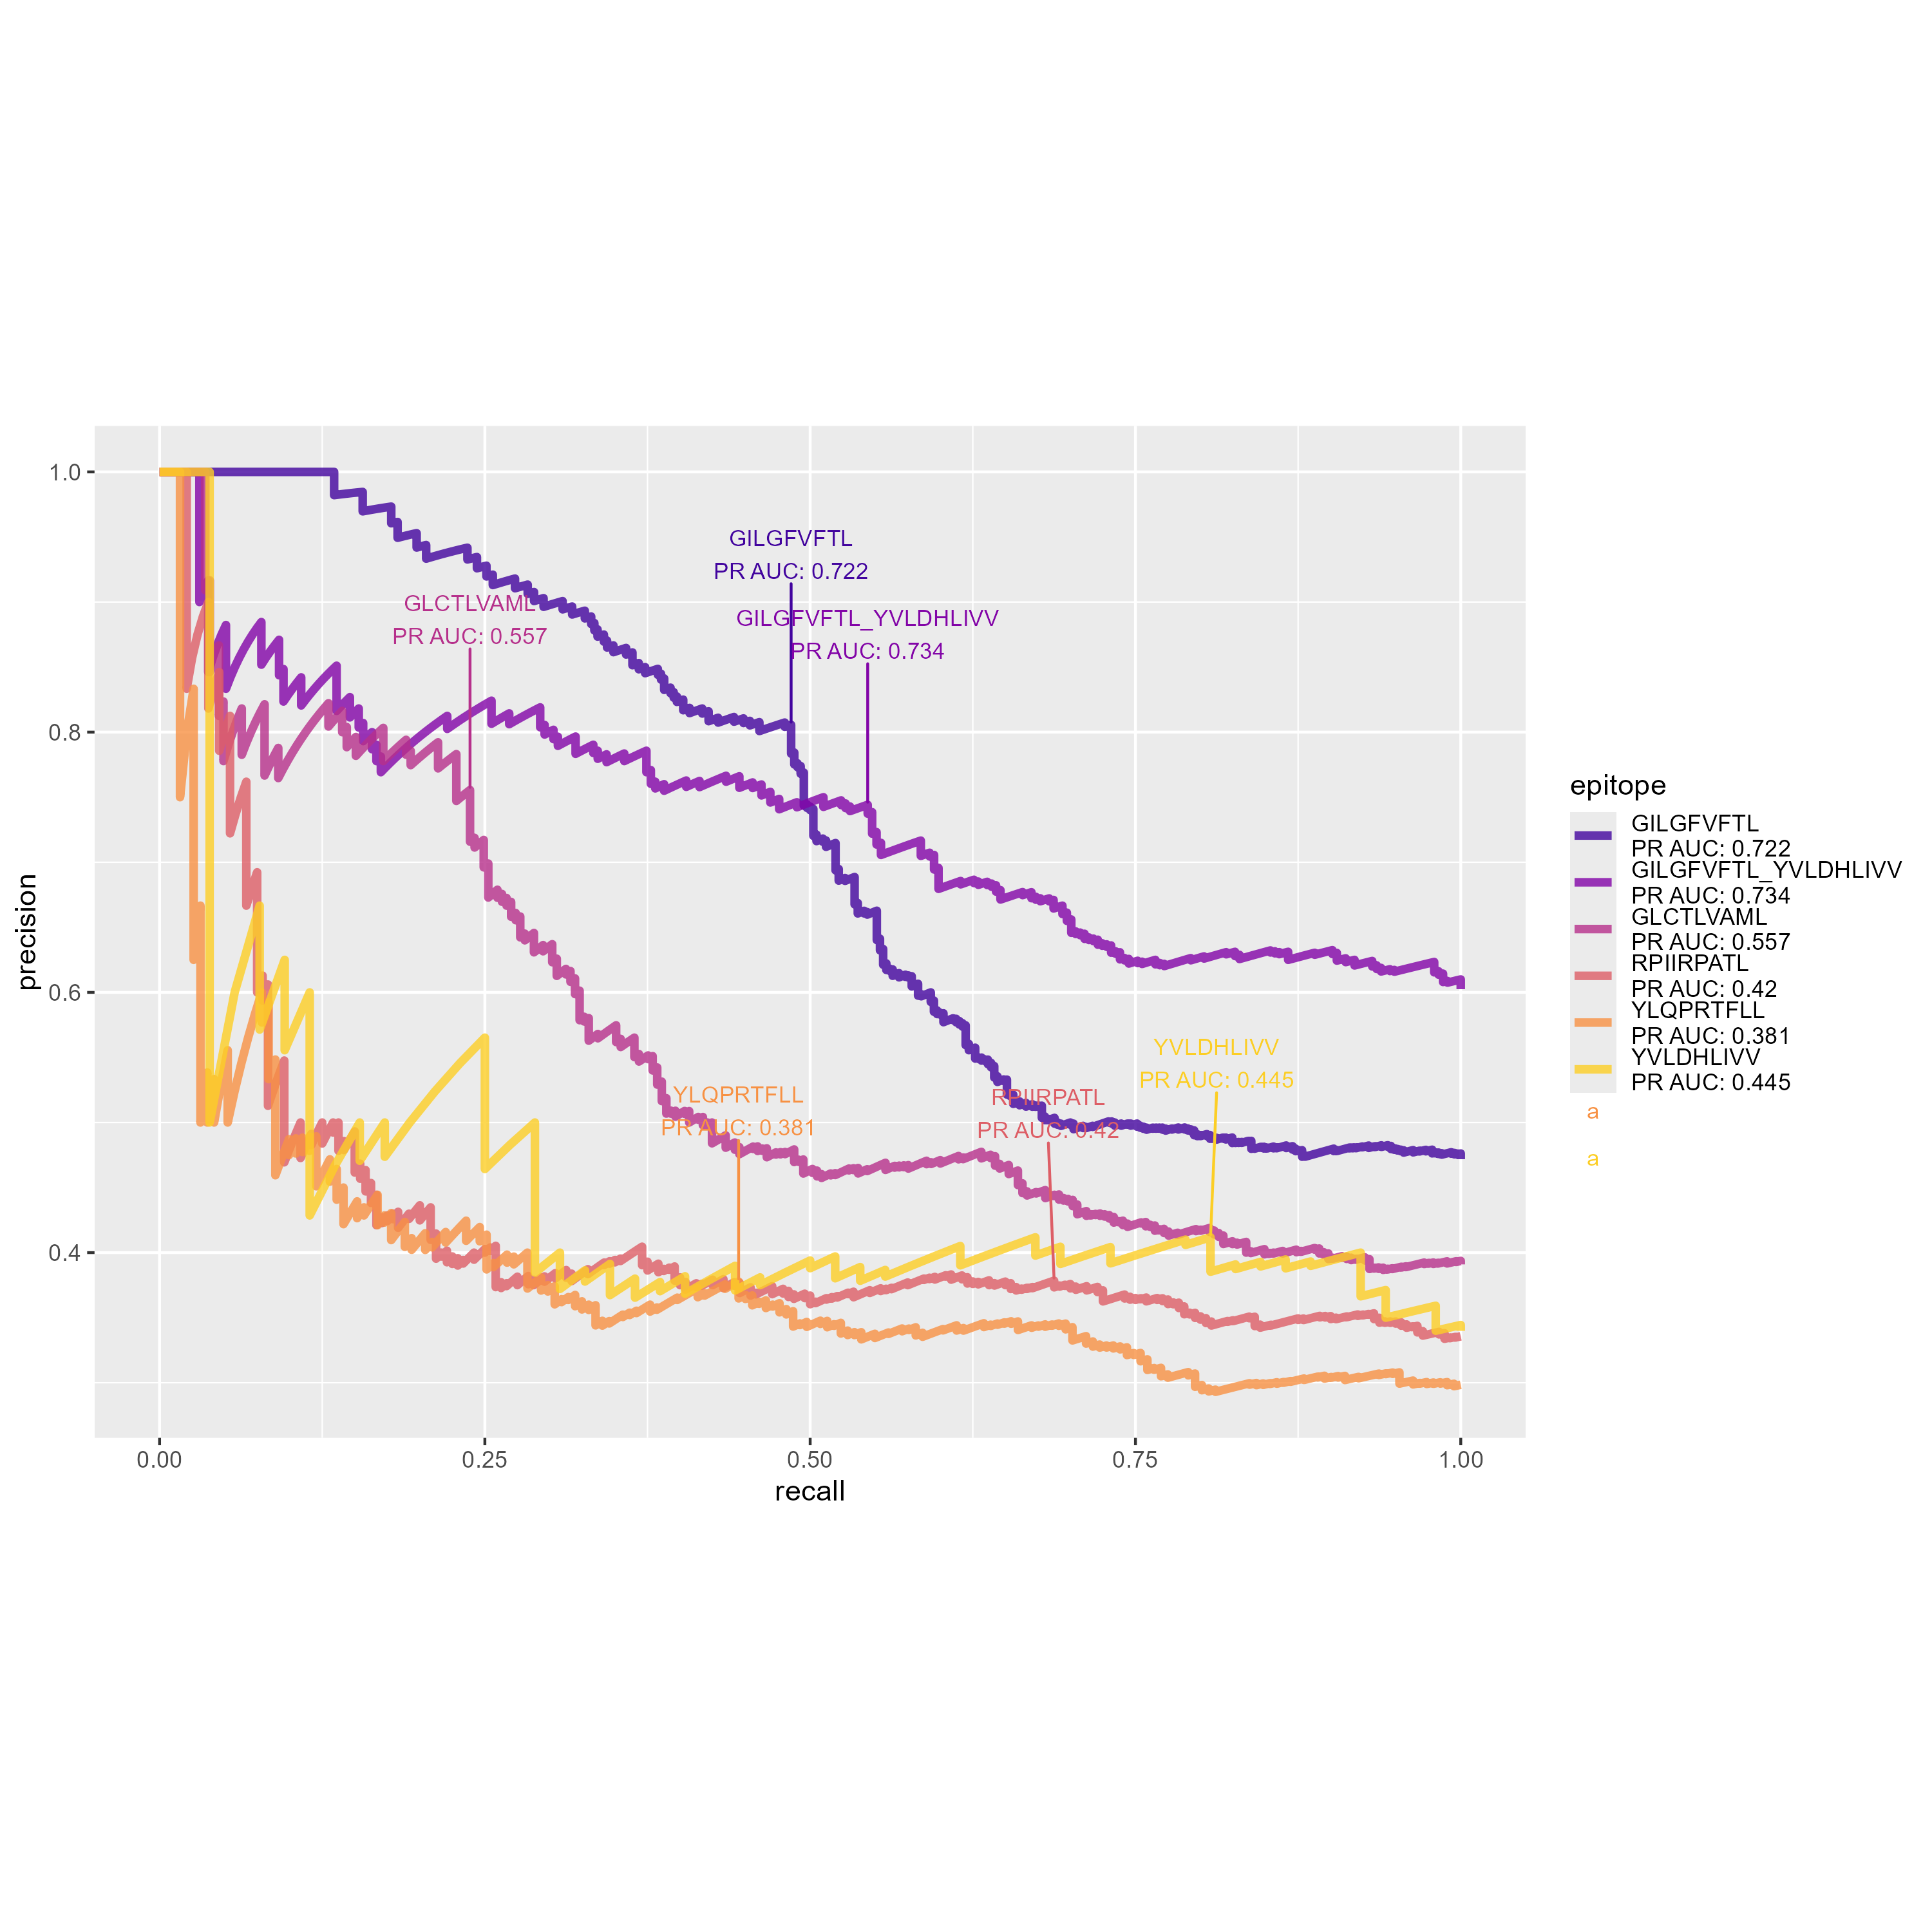 1.0
0.8
0.6
0.4
precision
0.00
0.25
0.50
0.75
1.00
recall
GILGFVFTL
PR AUC: 0.722
GLCTLVAML
PR AUC: 0.557
GILGFVFTL_YVLDHLIVV
PR AUC: 0.734
YVLDHLIVV
PR AUC: 0.445
YLQPRTFLL
PR AUC: 0.381
RPIIRPATL
PR AUC: 0.42
epitope
GILGFVFTL
PR AUC: 0.722
GILGFVFTL_YVLDHLIVV
PR AUC: 0.734
GLCTLVAML
PR AUC: 0.557
RPIIRPATL
PR AUC: 0.42
YLQPRTFLL
PR AUC: 0.381
YVLDHLIVV
PR AUC: 0.445
a
a